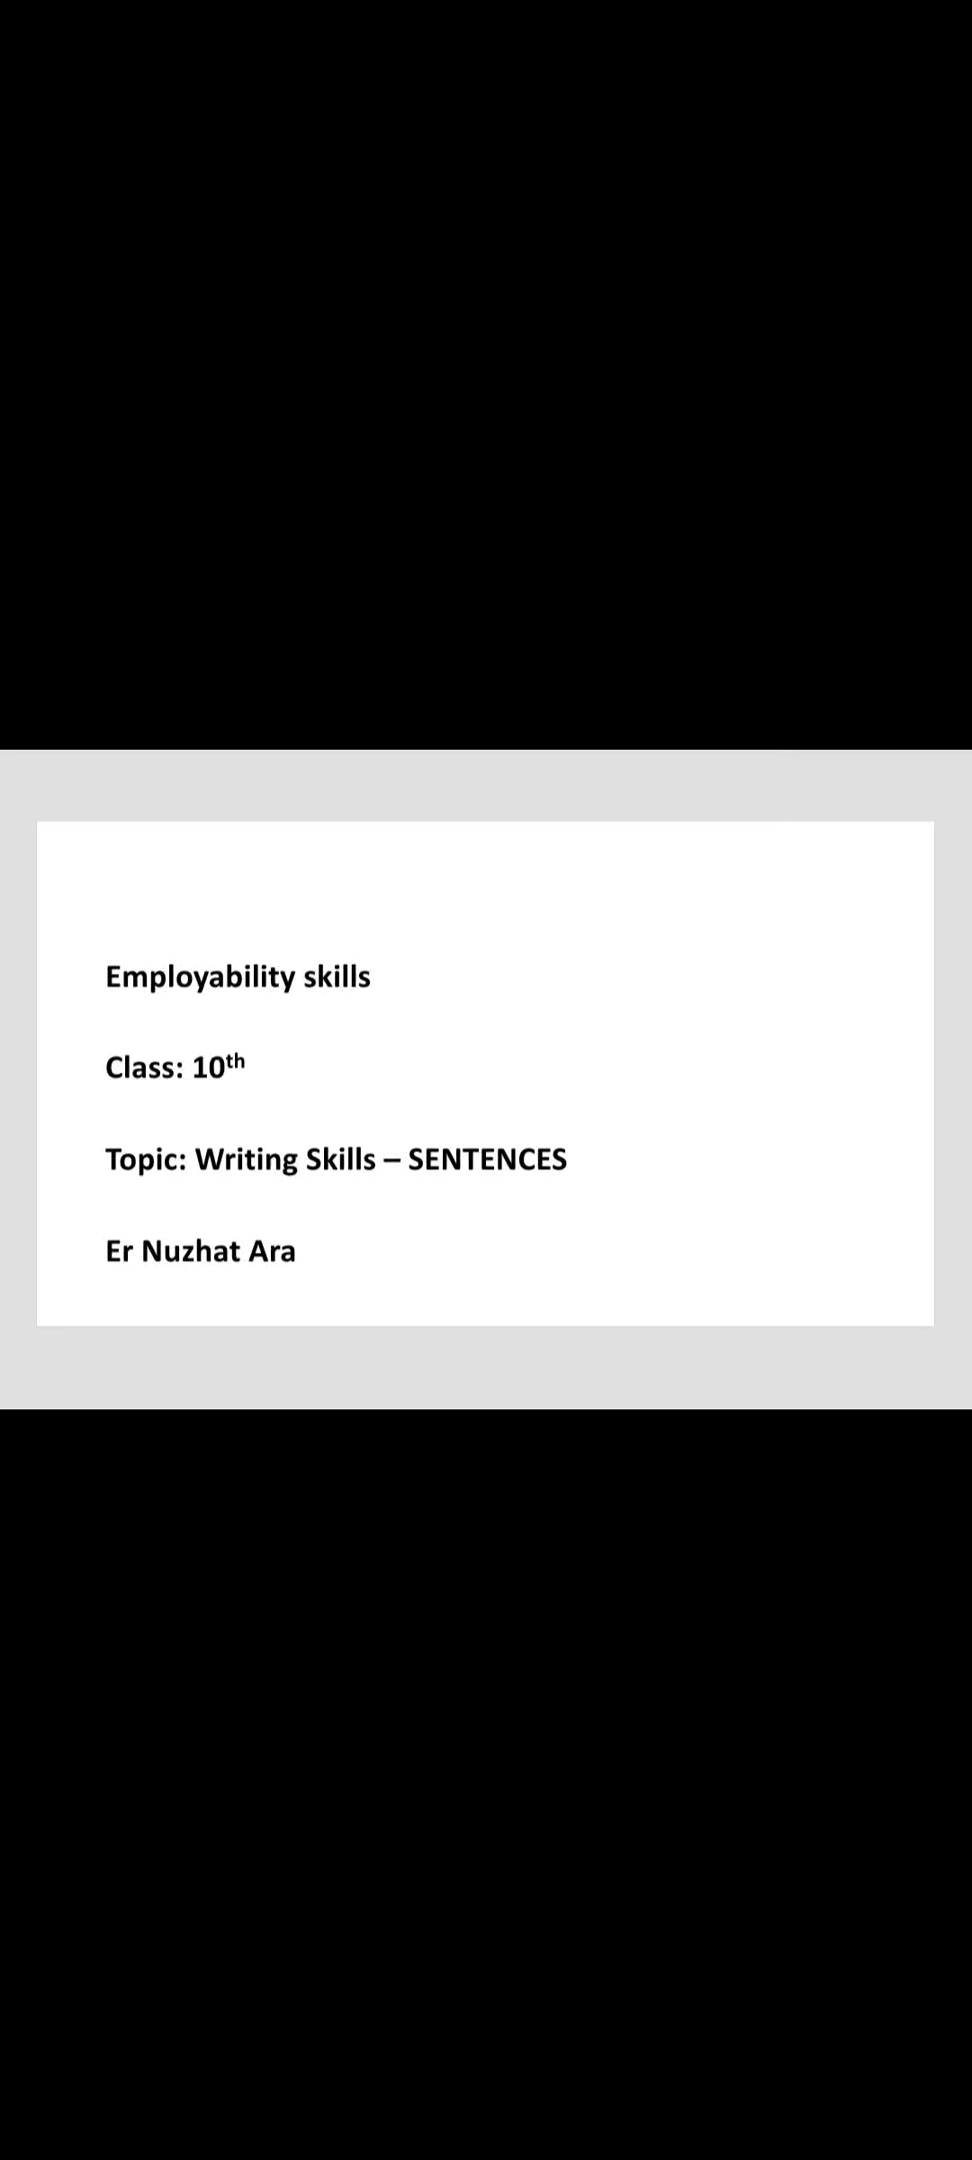 Employability skills
Class: 10th
Topic: Writing Skills – SENTENCES
Er Nuzhat Ara